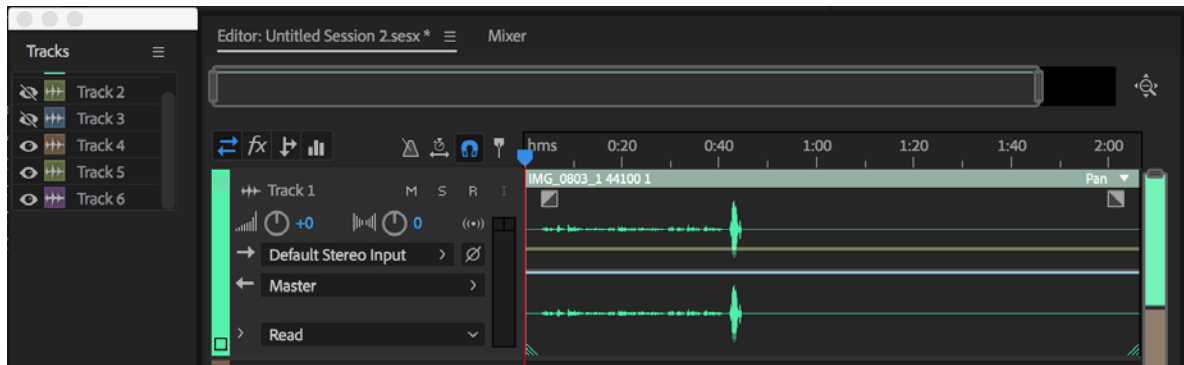 Tracks
Track 2
Track 3
Track 4
Track 5
Track 6
Editor: Untitled Session 2.sesx *
Mixer
fx
hms 0:20 0:40 1:00 1:20 1:40 2:00
Track 1 M S R I
IMG_0803_1 44100 1 Pan
+0 0
Default Stereo Input
Master
Read